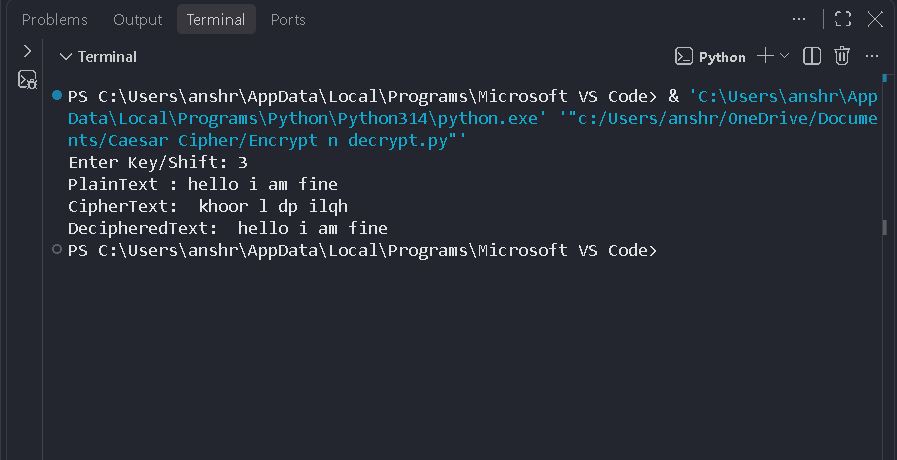 Problems Output Terminal Ports
Terminal
Python
PS C:\Users\anshr\AppData\Local\Programs\Microsoft VS Code> & 'C:\Users\anshr\App
Data\Local\Programs\Python\Python314\python.exe' '"c:/Users/anshr/OneDrive/Docume
nts/Caesar Cipher/Encrypt n decrypt.py"'
Enter Key/Shift: 3
PlainText : hello i am fine
CipherText:  khoor l dp ilqh
DecipheredText:  hello i am fine
PS C:\Users\anshr\AppData\Local\Programs\Microsoft VS Code>